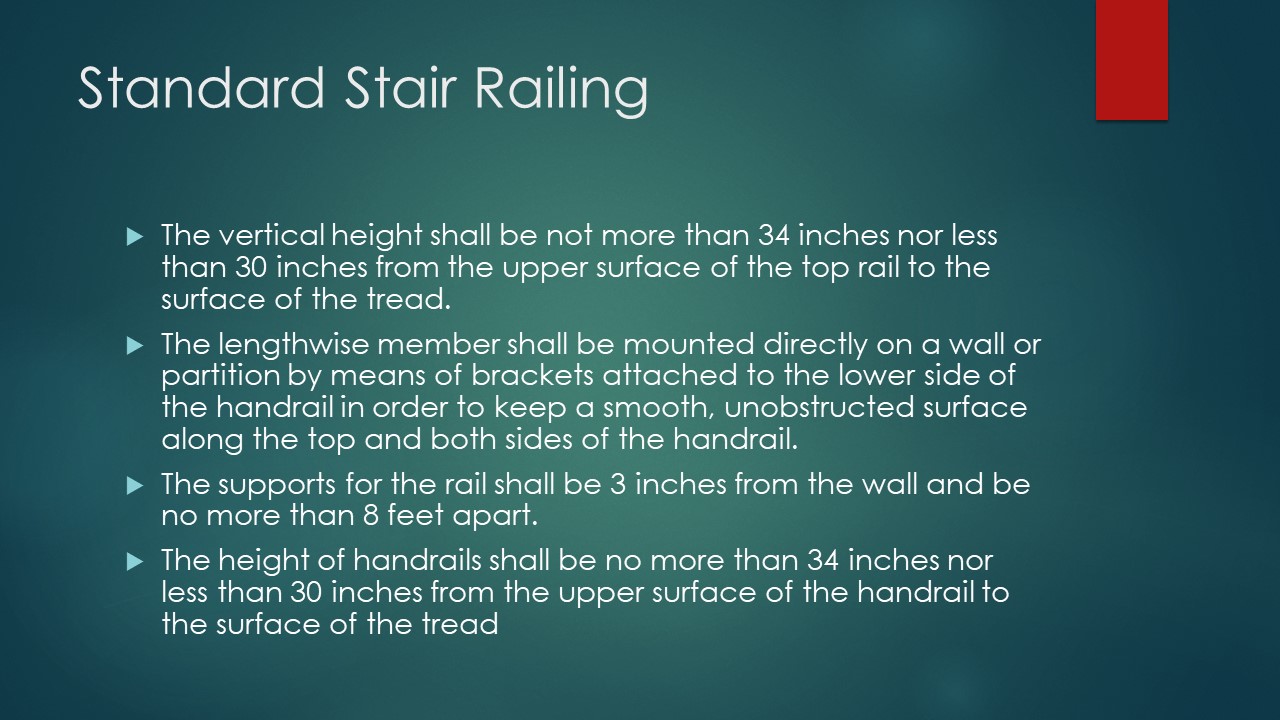 Standard Stair Railing
The vertical height shall be not more than 34 inches nor less
than 30 inches from the upper surface of the top rail to the
surface of the tread.
The lengthwise member shall be mounted directly on a wall or
partition by means of brackets attached to the lower side of
the handrail in order to keep a smooth, unobstructed surface
along the top and both sides of the handrail.
The supports for the rail shall be 3 inches from the wall and be
no more than 8 feet apart.
The height of handrails shall be no more than 34 inches nor
less than 30 inches from the upper surface of the handrail to
the surface of the tread